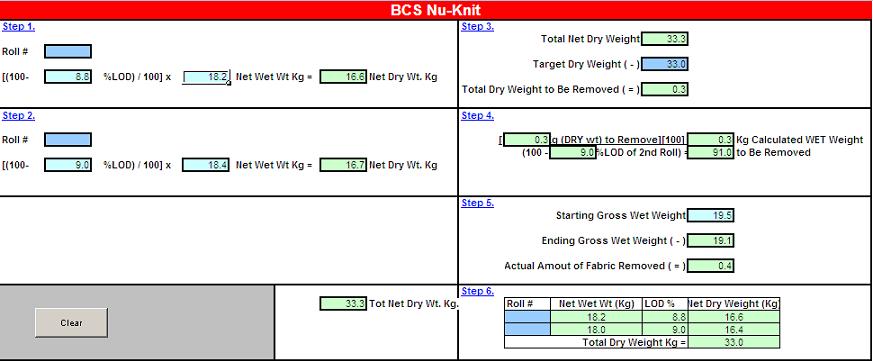 BCS Nu-Knit
Step 1.
Roll #
[(100- 8.8 %LOD) / 100] x 18.2 Net Wet Wt Kg = 16.6 Net Dry Wt. Kg
Step 2.
Roll #
[(100- 9.0 %LOD) / 100] x 18.4 Net Wet Wt Kg = 16.7 Net Dry Wt. Kg
Clear
33.3 Tot Net Dry Wt. Kg.
Step 3.
Total Net Dry Weight 33.3
Target Dry Weight ( - ) 33.0
Total Dry Weight to Be Removed ( = ) 0.3
Step 4.
[ 0.3 g (DRY wt) to Remove][100] 0.3 Kg Calculated WET Weight
(100 - 9.0 %LOD of 2nd Roll) = 91.0 to Be Removed
Step 5.
Starting Gross Wet Weight 19.5
Ending Gross Wet Weight ( - ) 19.1
Actual Amout of Fabric Removed ( = ) 0.4
Step 6.
Roll # Net Wet Wt (Kg) LOD % Net Dry Weight (Kg)
18.2 8.8 16.6
18.0 9.0 16.4
Total Dry Weight Kg = 33.0